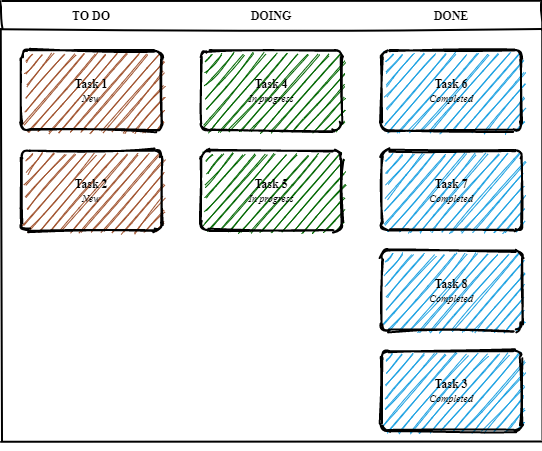 TO DO
DOING
DONE
Task 1
New
Task 4
In progress
Task 6
Completed
Task 2
New
Task 5
In progress
Task 7
Completed
Task 8
Completed
Task 3
Completed